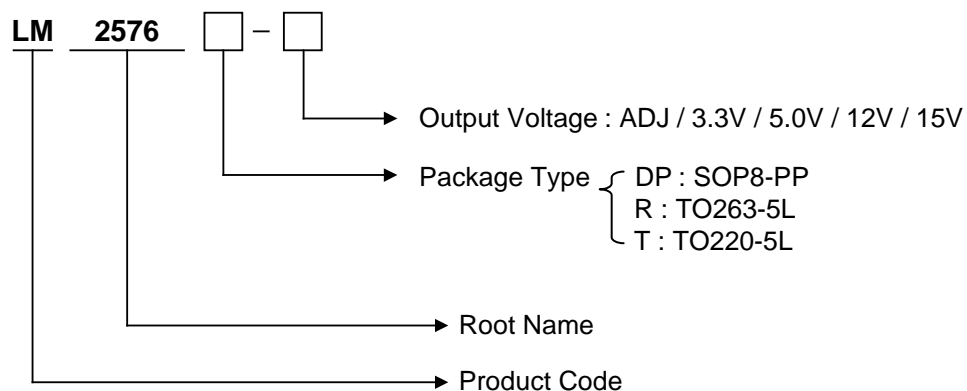 LM 2576 □ – □
Output Voltage : ADJ / 3.3V / 5.0V / 12V / 15V
Package Type DP : SOP8-PP
R : TO263-5L
T : TO220-5L
Root Name
Product Code